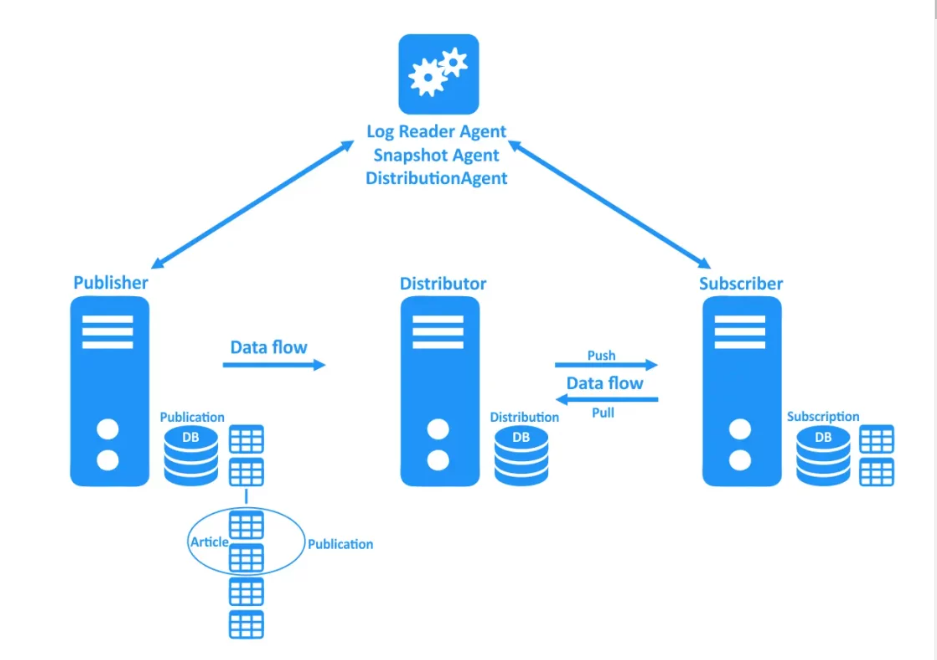 Log Reader Agent
Snapshot Agent
DistributionAgent
Publisher
Distributor
Subscriber
Data flow
Push
Data flow
Pull
Publication
DB
Distribution
DB
Subscription
DB
Article
Publication